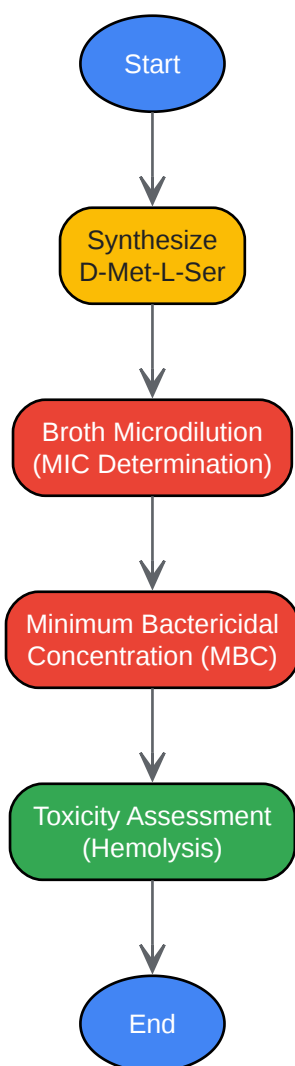 Start
Synthesize
D-Met-L-Ser
Broth Microdilution
(MIC Determination)
Minimum Bactericidal
Concentration (MBC)
Toxicity Assessment
(Hemolysis)
End